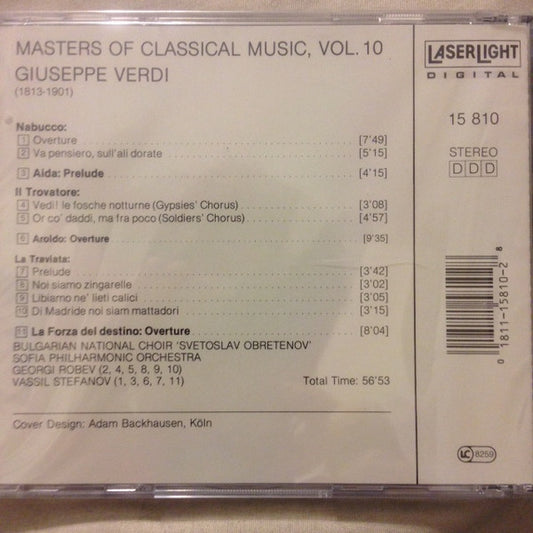 MASTERS OF CLASSICAL MUSIC, VOL. 10
GIUSEPPE VERDI
(1813-1901)
LASERLIGHT
DIGITAL
15 810
STEREO
DDD
Nabucco:
1 Overture [7'49]
2 Va pensiero, sull'ali dorate [5'15]
3 Aida: Prelude [4'15]
Il Trovatore:
4 Vedi! le fosche notturne (Gypsies' Chorus) [3'08]
5 Or co' daddi, ma fra poco (Soldiers' Chorus) [4'57]
6 Aroldo: Overture [9'35]
La Traviata:
7 Prelude [3'42]
8 Noi siamo zingarelle [3'02]
9 Libiamo ne' lieti calici [3'05]
10 Di Madride noi siam mattadori [3'15]
11 La Forza del destino: Overture [8'04]
BULGARIAN NATIONAL CHOIR 'SVETOSLAV OBRETENOV'
SOFIA PHILHARMONIC ORCHESTRA
GEORGI ROBEV (2, 4, 5, 8, 9, 10)
VASSIL STEFANOV (1, 3, 6, 7, 11) Total Time: 56'53
Cover Design: Adam Backhausen, Köln
0 1811-15810-2 8
LC 8259